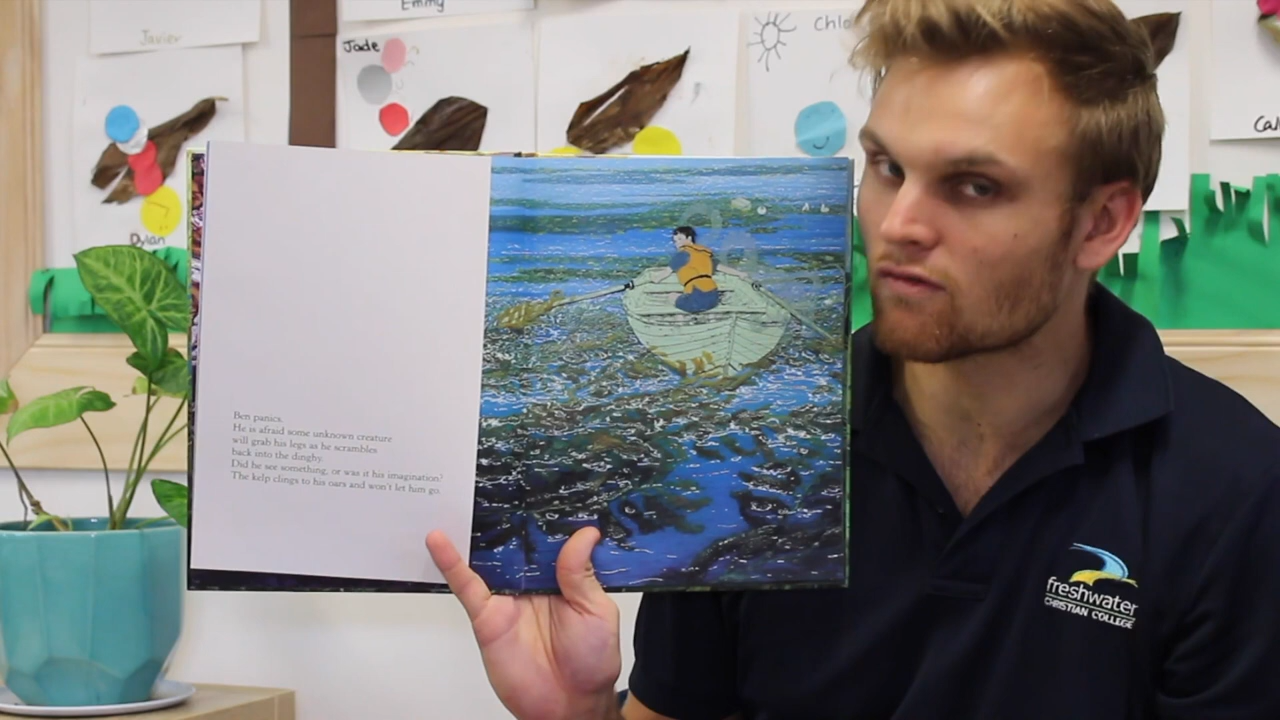 Emmy
Javier
Jade
Chlo
Cal
Dylan
Ben panics.
He is afraid some unknown creature
will grab his legs as he scrambles
back into the dinghy.
Did he see something, or was it his imagination?
The kelp clings to his oars and won't let him go.
freshwater
CHRISTIAN COLLEGE